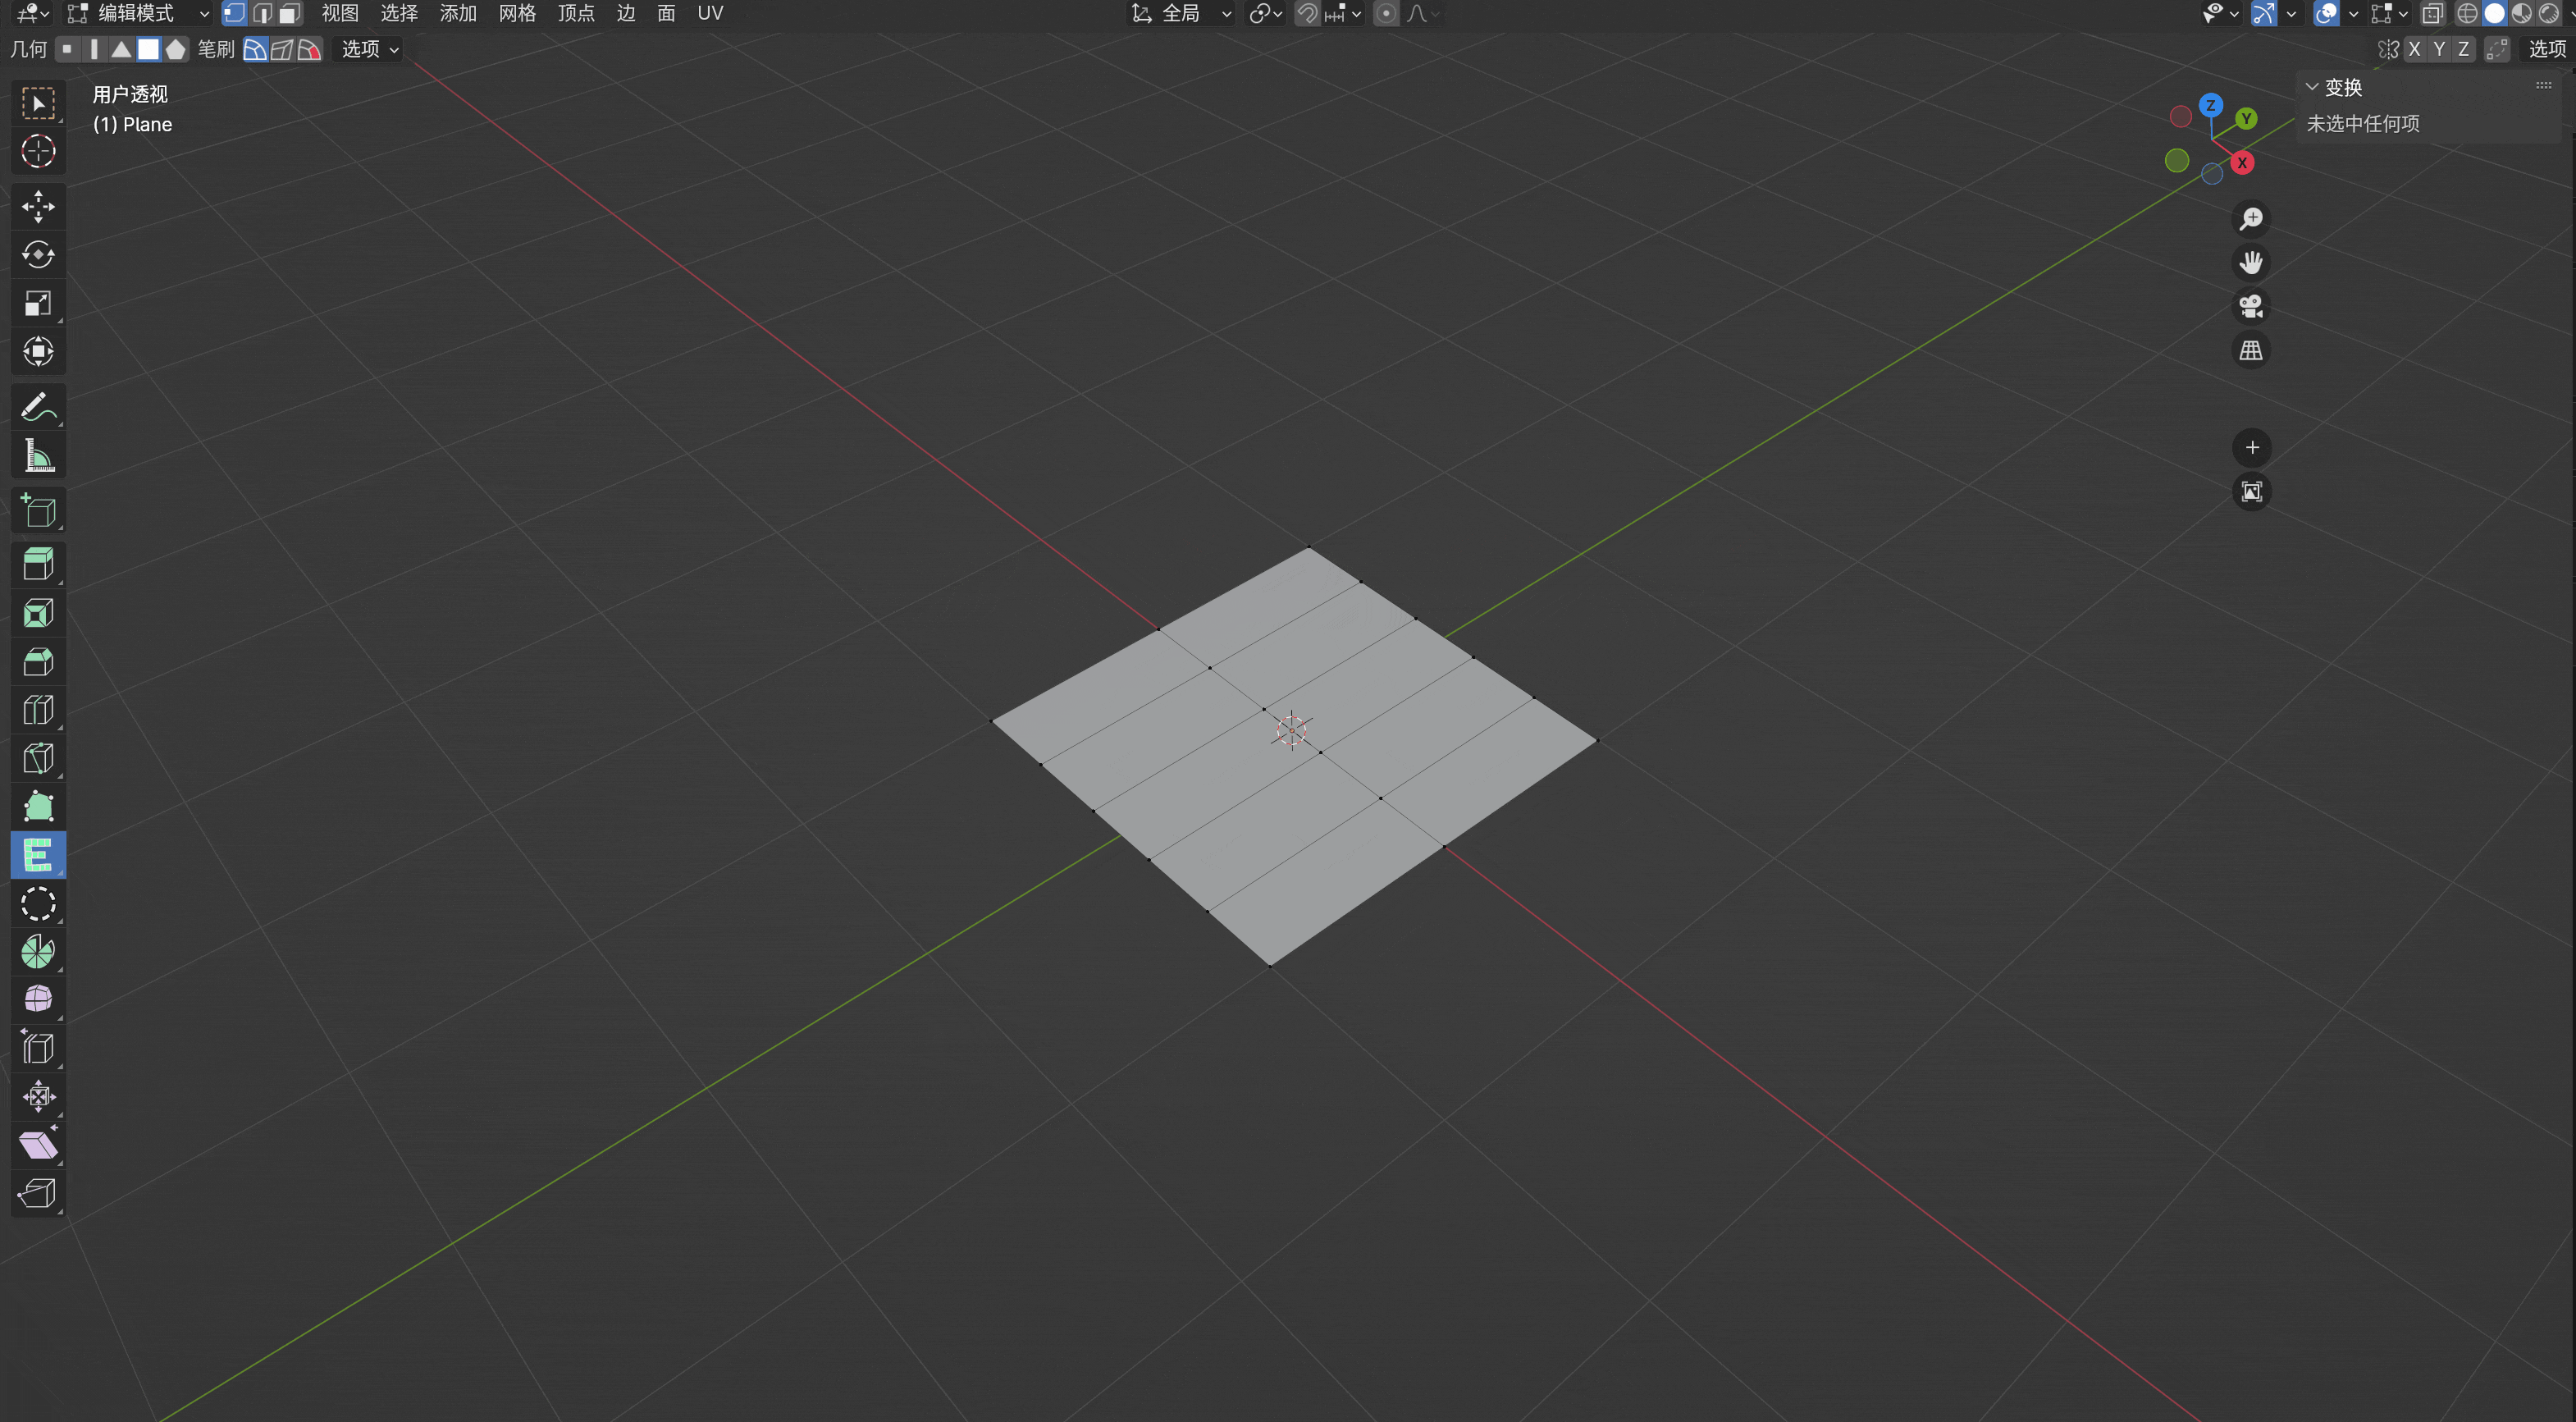 编辑模式 视图 选择 添加 网格 顶点 边 面 UV 全局
几何 笔刷 选项 X Y Z 选项
用户透视
(1) Plane
变换
未选中任何项
Z
Y
X